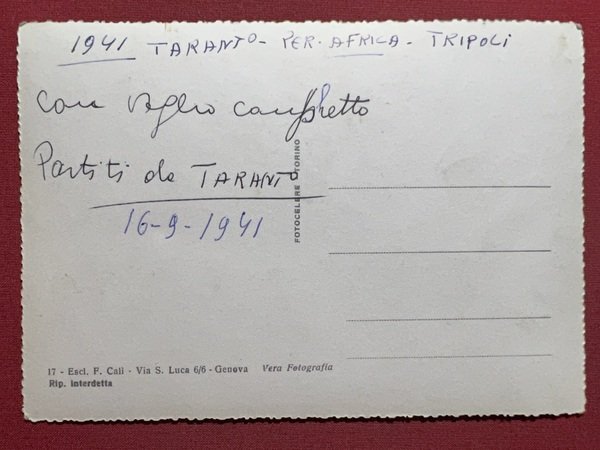 1941 TARANTO - PER. AFRICA - TRIPOLI
con
Partiti da TARANTO
16-9-1941
FOTOCELERE TORINO
17 - Escl. F. Cali - Via S. Luca 6/6 - Genova Vera Fotografia
Rip. Interdetta